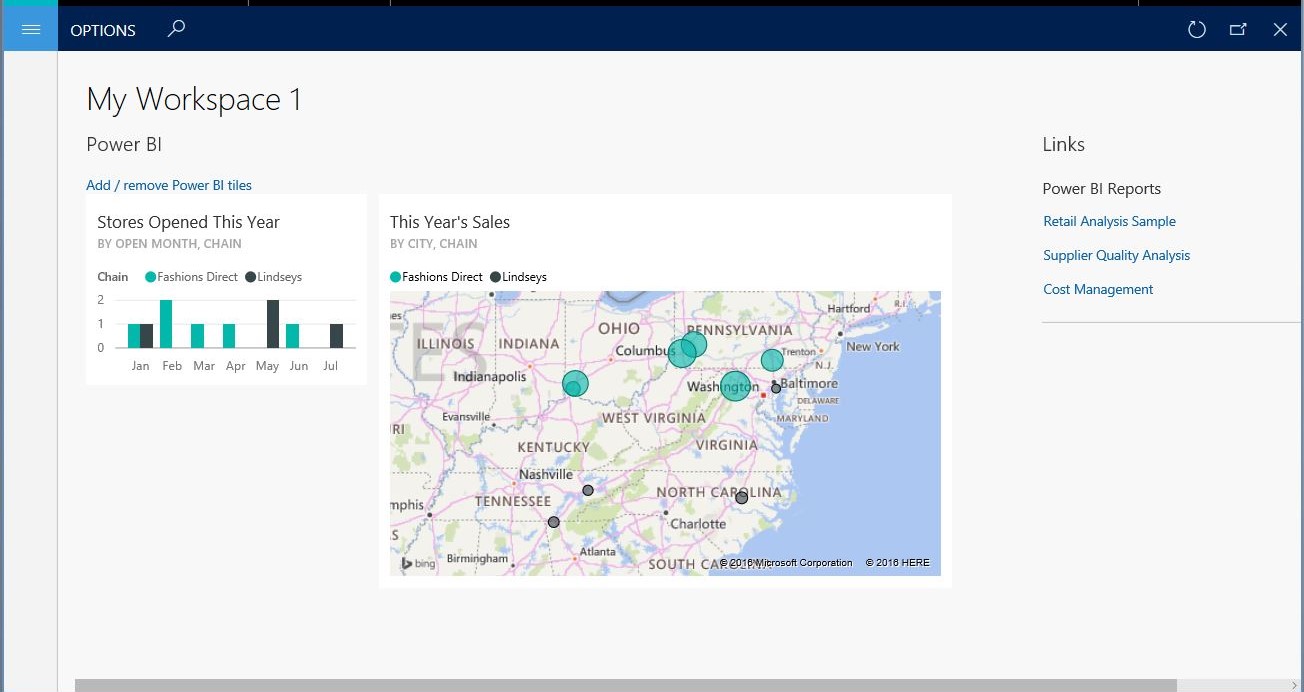 OPTIONS
My Workspace 1
Power BI
Add / remove Power BI tiles
Stores Opened This Year
BY OPEN MONTH, CHAIN
Chain Fashions Direct Lindseys
2
1
0
Jan Feb Mar Apr May Jun Jul
This Year's Sales
BY CITY, CHAIN
Fashions Direct Lindseys
Hartford R.I.
OHIO PENNSYLVANIA
ILLINOIS INDIANA Columbus Trenton New York
N.J.
Indianapolis Washington Baltimore
DELAWARE
Evansville WEST VIRGINIA MARYLAND
KENTUCKY VIRGINIA
Nashville
TENNESSEE NORTH CAROLINA
mphis
Charlotte
Atlanta
Birmingham SOUTH CAROLINA
bing © 2016 Microsoft Corporation © 2016 HERE
Links
Power BI Reports
Retail Analysis Sample
Supplier Quality Analysis
Cost Management